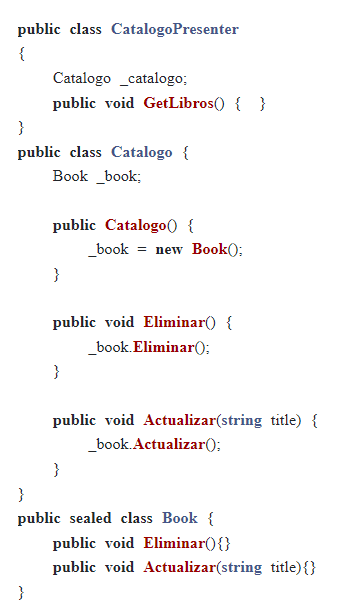 public class CatalogoPresenter
{
Catalogo _catalogo;
public void GetLibros() { }
}
public class Catalogo {
Book _book;
public Catalogo() {
_book = new Book();
}
public void Eliminar() {
_book.Eliminar();
}
public void Actualizar(string title) {
_book.Actualizar();
}
}
public sealed class Book {
public void Eliminar(){}
public void Actualizar(string title){}
}